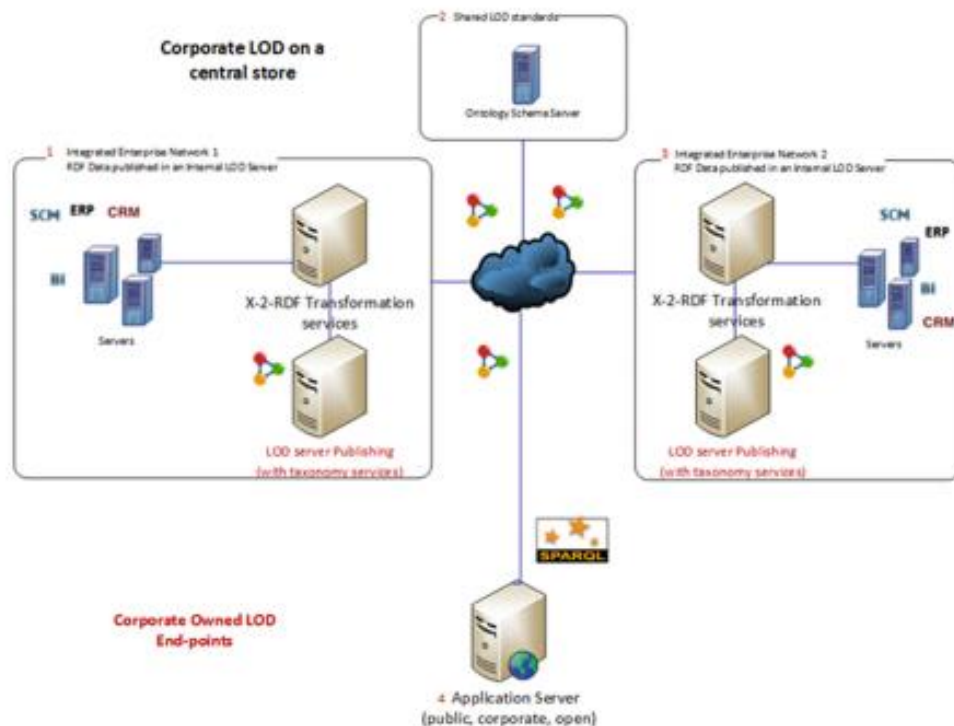 Corporate LOD on a
central store
2 Shared LOD standards
Ontology Schema Server
1 Integrated Enterprise Network 1
RDF Data published in an Internal LOD Server
SCM ERP CRM
BI
Servers
X-2-RDF Transformation
services
LOD server Publishing
(with taxonomy services)
3 Integrated Enterprise Network 2
RDF Data published in an Internal LOD Server
SCM
ERP
BI
CRM
Servers
X-2-RDF Transformation
services
LOD server Publishing
(with taxonomy services)
SPARQL
Corporate Owned LOD
End-points
4 Application Server
(public, corporate, open)